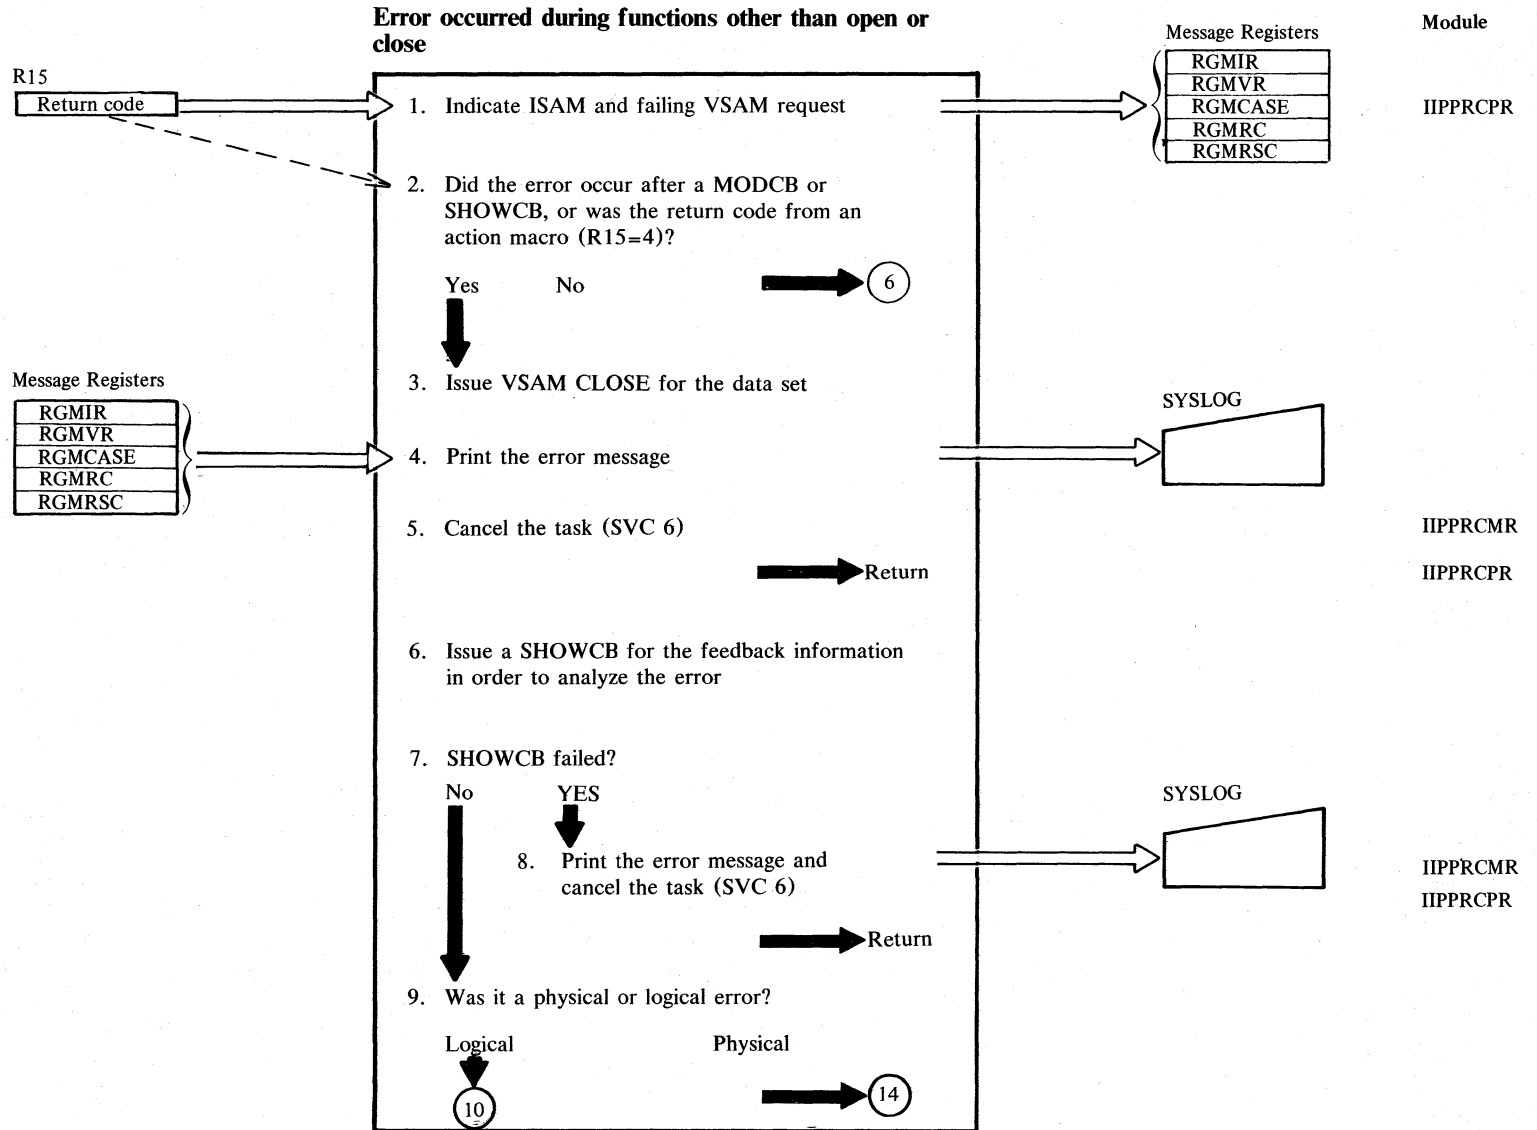 Error occurred during functions other than open or
close
Module
Message Registers
RGMIR
RGMVR
RGMCASE
RGMRC
RGMRSC
R15
Return code
1. Indicate ISAM and failing VSAM request
IIPPRCPR
2. Did the error occur after a MODCB or
SHOWCB, or was the return code from an
action macro (R15=4)?
Yes No
6
3. Issue VSAM CLOSE for the data set
Message Registers
RGMIR
RGMVR
RGMCASE
RGMRC
RGMRSC
SYSLOG
4. Print the error message
5. Cancel the task (SVC 6)
IIPPRCMR
Return
IIPPRCPR
6. Issue a SHOWCB for the feedback information
in order to analyze the error
7. SHOWCB failed?
No YES
SYSLOG
8. Print the error message and
cancel the task (SVC 6)
IIPPRCMR
IIPPRCPR
Return
9. Was it a physical or logical error?
Logical Physical
10
14